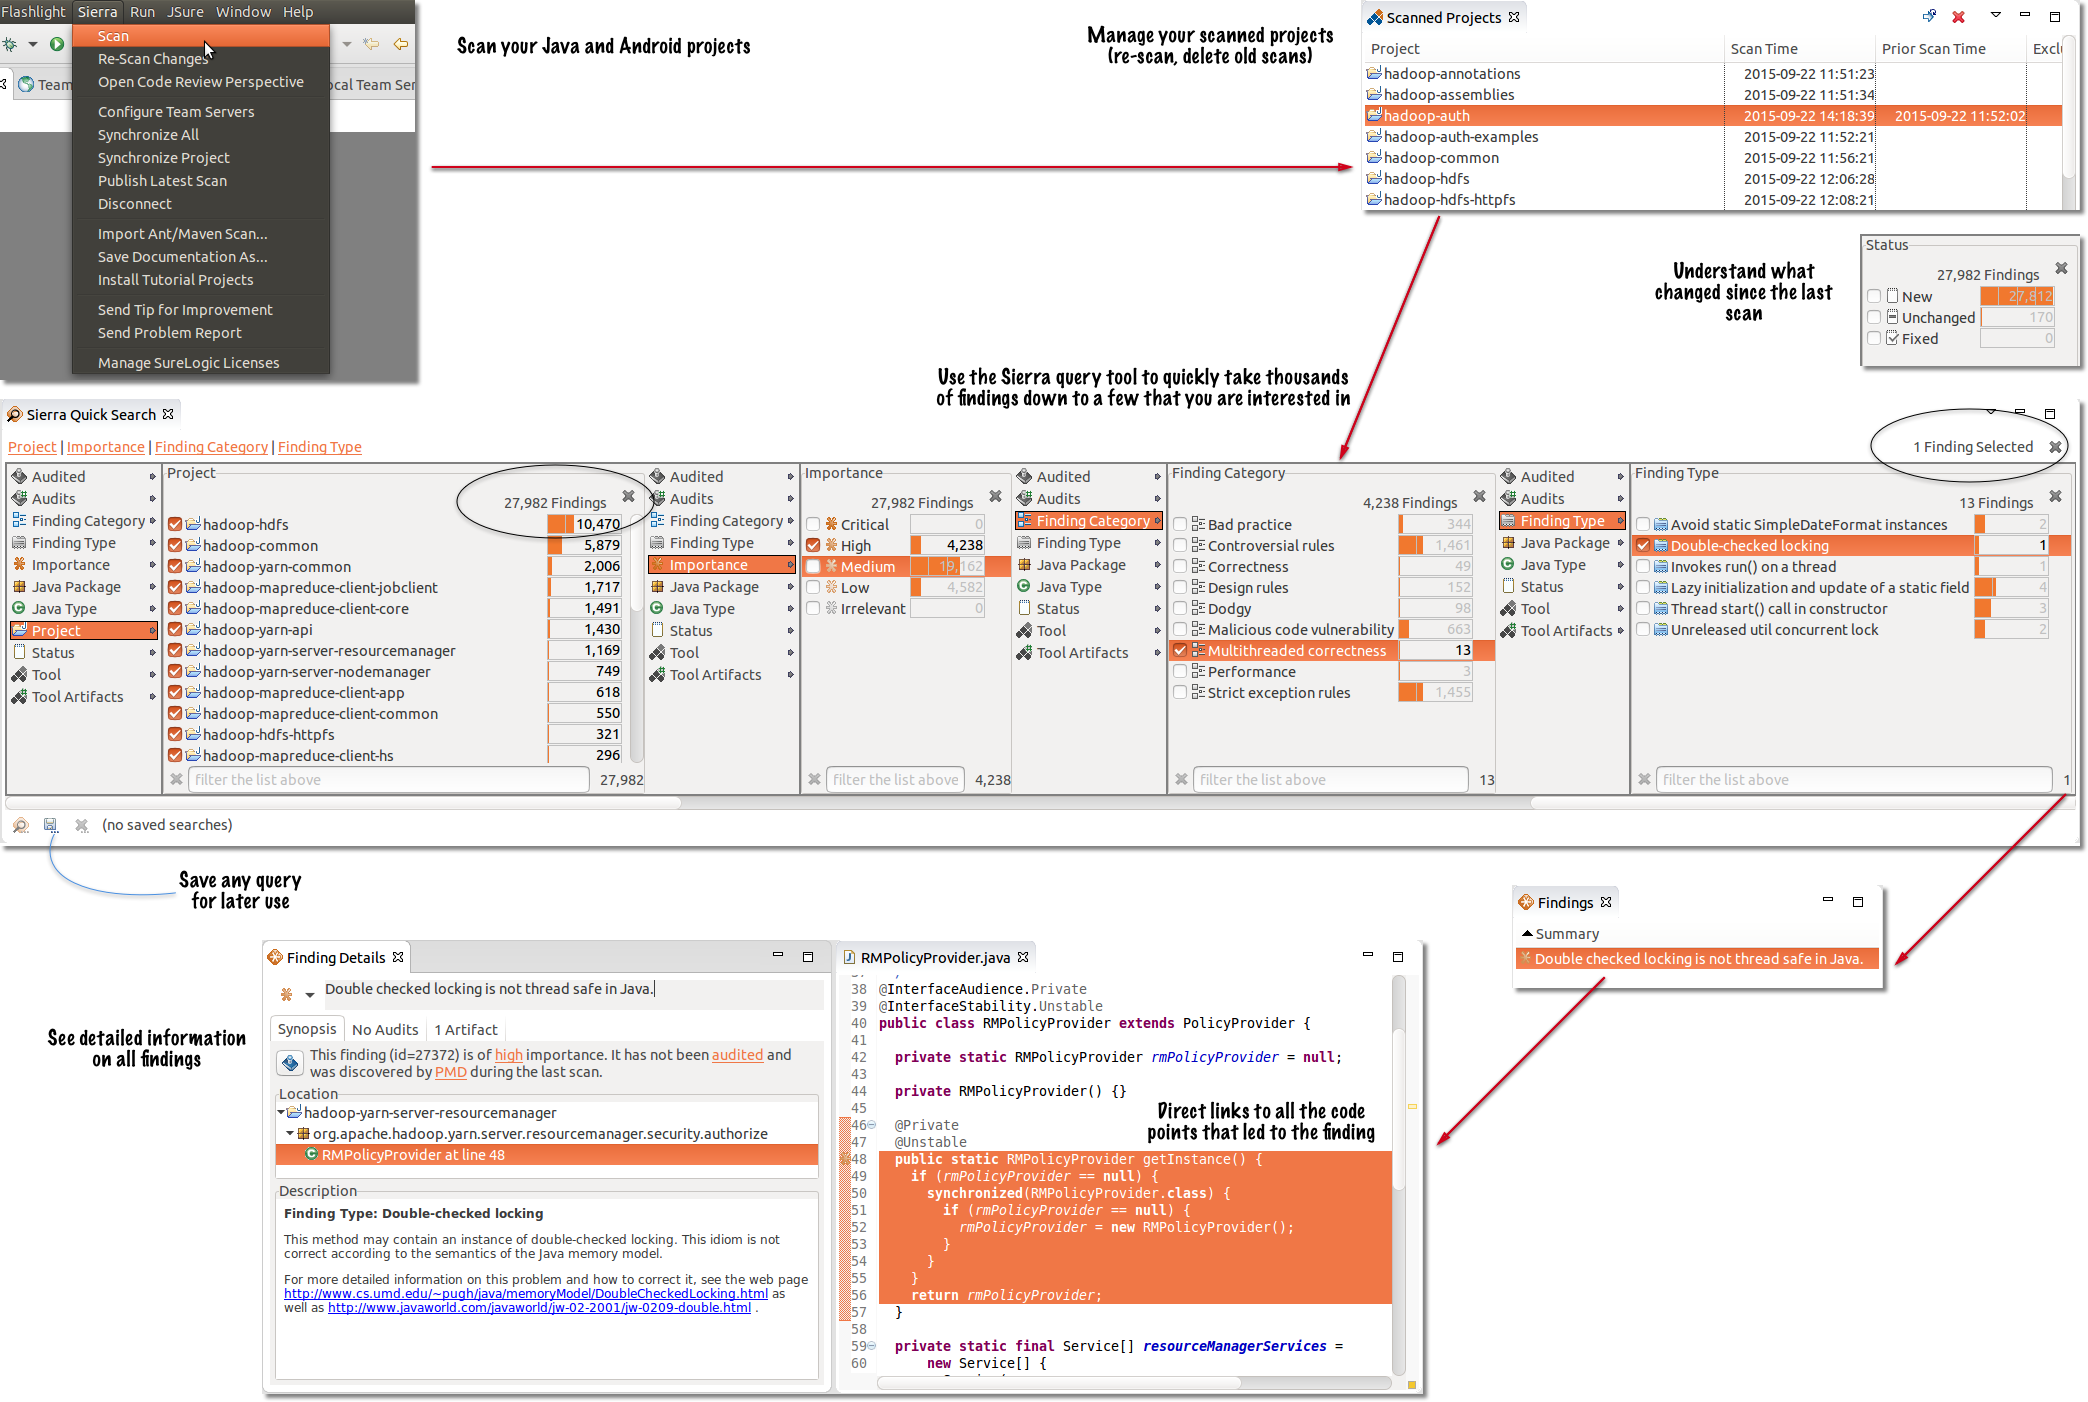 Flashlight Sierra Run JSure Window Help
Scan
Re-Scan Changes
Open Code Review Perspective
Configure Team Servers
Synchronize All
Synchronize Project
Publish Latest Scan
Disconnect
Import Ant/Maven Scan...
Save Documentation As...
Install Tutorial Projects
Send Tip for Improvement
Send Problem Report
Manage SureLogic Licenses
Team
ocal Team Ser
Scan your Java and Android projects
Manage your scanned projects
(re-scan, delete old scans)
Scanned Projects
Project Scan Time Prior Scan Time Exclu
hadoop-annotations 2015-09-22 11:51:23
hadoop-assemblies 2015-09-22 11:51:34
hadoop-auth 2015-09-22 14:18:39 2015-09-22 11:52:02
hadoop-auth-examples 2015-09-22 11:52:21
hadoop-common 2015-09-22 11:56:21
hadoop-hdfs 2015-09-22 12:06:28
hadoop-hdfs-httpfs 2015-09-22 12:08:21
Understand what
changed since the last
scan
Status
27,982 Findings
New 27,812
Unchanged 170
Fixed 0
Use the Sierra query tool to quickly take thousands
of findings down to a few that you are interested in
Sierra Quick Search
Project | Importance | Finding Category | Finding Type
1 Finding Selected
Audited
Audits
Finding Category
Finding Type
Importance
Java Package
Java Type
Project
Status
Tool
Tool Artifacts
Project
27,982 Findings
hadoop-hdfs 10,470
hadoop-common 5,879
hadoop-yarn-common 2,006
hadoop-mapreduce-client-jobclient 1,717
hadoop-mapreduce-client-core 1,491
hadoop-yarn-api 1,430
hadoop-yarn-server-resourcemanager 1,169
hadoop-yarn-server-nodemanager 749
hadoop-mapreduce-client-app 618
hadoop-mapreduce-client-common 550
hadoop-hdfs-httpfs 321
hadoop-mapreduce-client-hs 296
filter the list above 27,982
Audited
Audits
Finding Category
Finding Type
Importance
Java Package
Java Type
Status
Tool
Tool Artifacts
Importance
27,982 Findings
Critical 0
High 4,238
Medium 19,162
Low 4,582
Irrelevant 0
filter the list above 4,238
Audited
Audits
Finding Category
Finding Type
Java Package
Java Type
Status
Tool
Tool Artifacts
Finding Category
4,238 Findings
Bad practice 344
Controversial rules 1,461
Correctness 49
Design rules 152
Dodgy 98
Malicious code vulnerability 663
Multithreaded correctness 13
Performance 3
Strict exception rules 1,455
filter the list above 13
Audited
Audits
Finding Type
Java Package
Java Type
Status
Tool
Tool Artifacts
Finding Type
13 Findings
Avoid static SimpleDateFormat instances 2
Double-checked locking 1
Invokes run() on a thread 1
Lazy initialization and update of a static field 4
Thread start() call in constructor 3
Unreleased util concurrent lock 2
filter the list above 1
(no saved searches)
Save any query
for later use
Findings
Summary
Double checked locking is not thread safe in Java.
See detailed information
on all findings
Finding Details
Double checked locking is not thread safe in Java.
Synopsis No Audits 1 Artifact
This finding (id=27372) is of high importance. It has not been audited and
was discovered by PMD during the last scan.
Location
hadoop-yarn-server-resourcemanager
org.apache.hadoop.yarn.server.resourcemanager.security.authorize
RMPolicyProvider at line 48
Description
Finding Type: Double-checked locking
This method may contain an instance of double-checked locking. This idiom is not
correct according to the semantics of the Java memory model.
For more detailed information on this problem and how to correct it, see the web page
http://www.cs.umd.edu/~pugh/java/memoryModel/DoubleCheckedLocking.html as
well as http://www.javaworld.com/javaworld/jw-02-2001/jw-0209-double.html .
RMPolicyProvider.java
38 @InterfaceAudience.Private
39 @InterfaceStability.Unstable
40 public class RMPolicyProvider extends PolicyProvider {
41
42 private static RMPolicyProvider rmPolicyProvider = null;
43
44 private RMPolicyProvider() {}
45
46 @Private
47 @Unstable
48 public static RMPolicyProvider getInstance() {
49 if (rmPolicyProvider == null) {
50 synchronized(RMPolicyProvider.class) {
51 if (rmPolicyProvider == null) {
52 rmPolicyProvider = new RMPolicyProvider();
53 }
54 }
55 }
56 return rmPolicyProvider;
57 }
58
59 private static final Service[] resourceManagerServices =
60 new Service[] {
Direct links to all the code
points that led to the finding